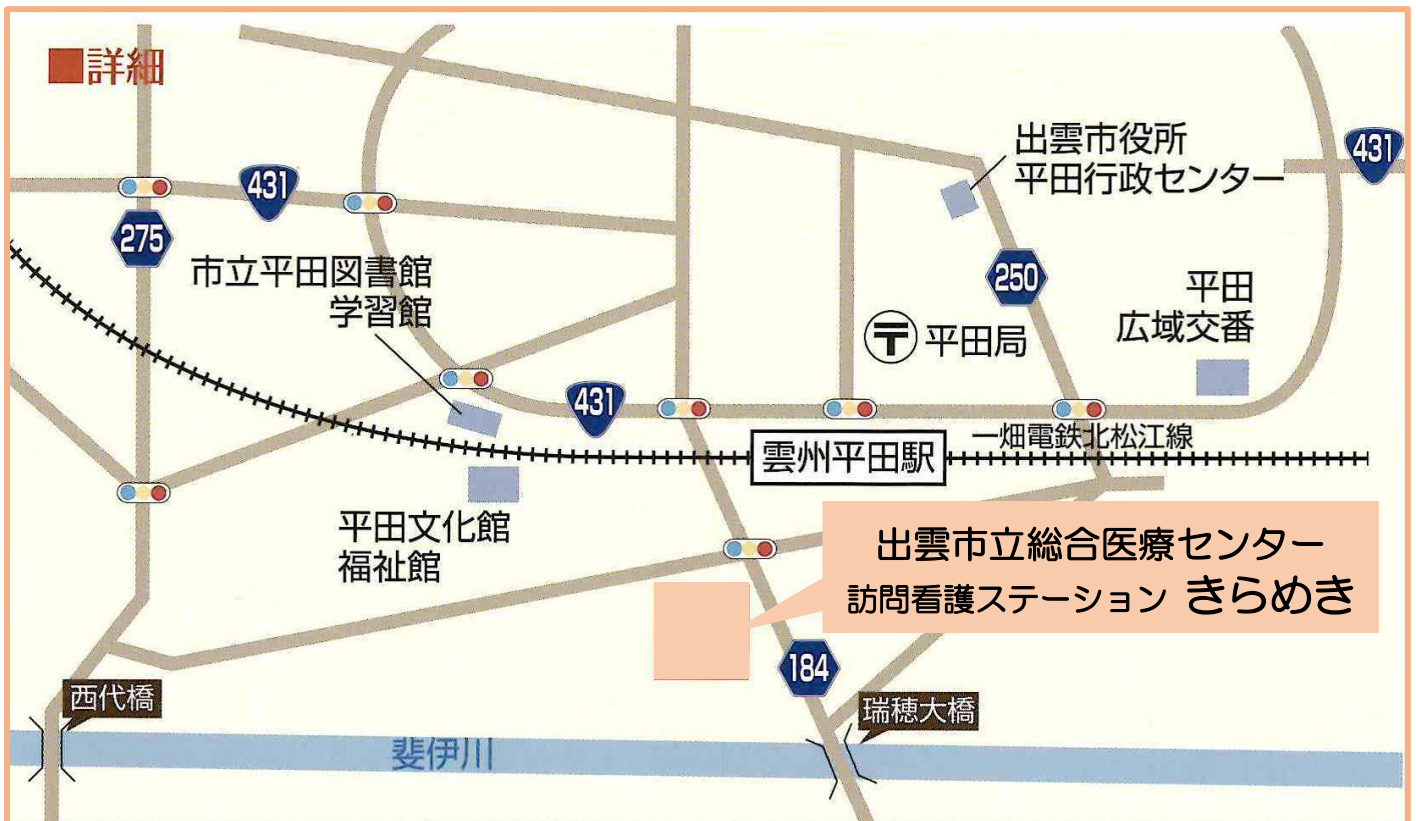 ■詳細
出雲市役所
平田行政センター
431
431
275
市立平田図書館
学習館
250
平田
広域交番
〒平田局
431
一畑電鉄北松江線
雲州平田駅
平田文化館
福祉館
出雲市立総合医療センター
訪問看護ステーション きらめき
184
西代橋
瑞穂大橋
斐伊川